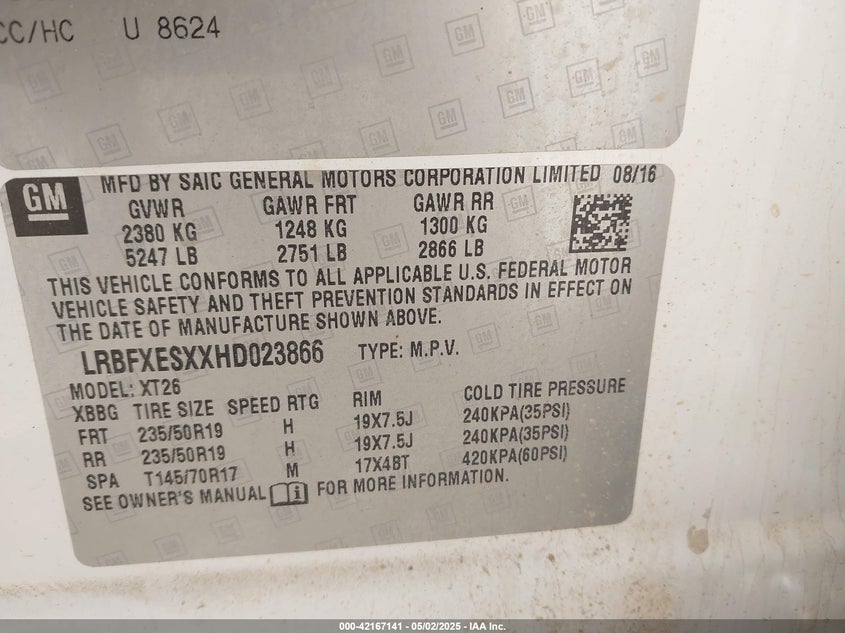 CC/HC U 8624
GM
MFD BY SAIC GENERAL MOTORS CORPORATION LIMITED 08/16
GVWR GAWR FRT GAWR RR
2380 KG 1248 KG 1300 KG
5247 LB 2751 LB 2866 LB
THIS VEHICLE CONFORMS TO ALL APPLICABLE U.S. FEDERAL MOTOR
VEHICLE SAFETY AND THEFT PREVENTION STANDARDS IN EFFECT ON
THE DATE OF MANUFACTURE SHOWN ABOVE.
LRBFXESXXHD023866 TYPE: M.P.V.
MODEL: XT26
XBBG TIRE SIZE SPEED RTG RIM COLD TIRE PRESSURE
FRT 235/50R19 H 19X7.5J 240KPA(35PSI)
RR 235/50R19 H 19X7.5J 240KPA(35PSI)
SPA T145/70R17 M 17X4BT 420KPA(60PSI)
SEE OWNER'S MANUAL FOR MORE INFORMATION.
000-42167141 - 05/02/2025 - IAA Inc.